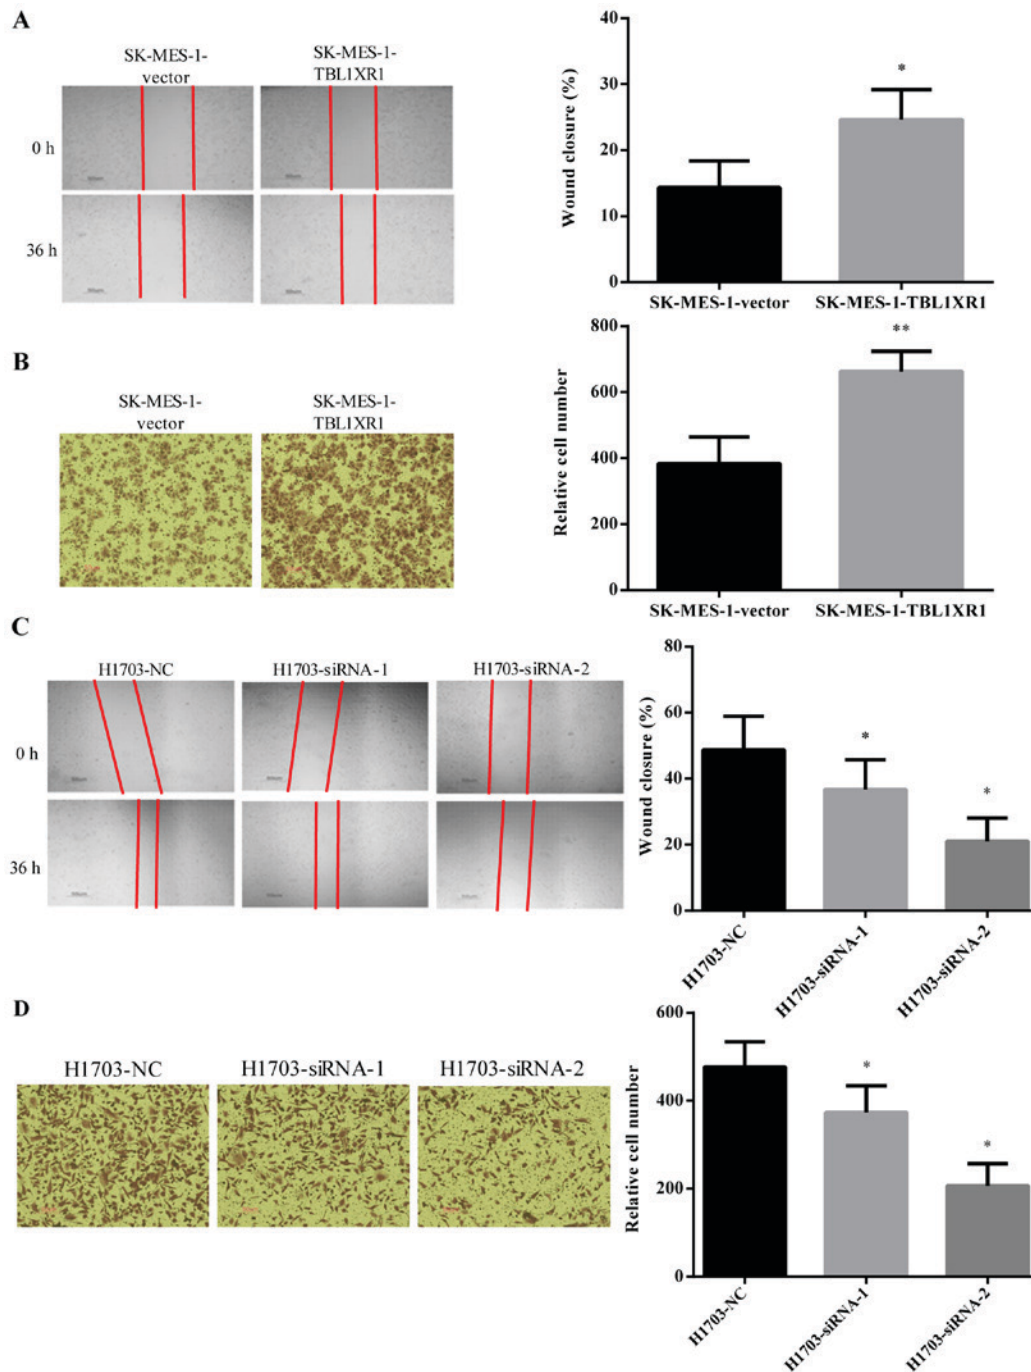 A
SK-MES-1-
vector
SK-MES-1-
TBL1XR1
0 h
36 h
Wound closure (%)
40
30
20
10
0
*
SK-MES-1-vector
SK-MES-1-TBL1XR1
B
SK-MES-1-
vector
SK-MES-1-
TBL1XR1
Relative cell number
800
600
400
200
0
**
SK-MES-1-vector
SK-MES-1-TBL1XR1
C
H1703-NC
H1703-siRNA-1
H1703-siRNA-2
0 h
36 h
Wound closure (%)
80
60
40
20
0
*
*
H1703-NC
H1703-siRNA-1
H1703-siRNA-2
D
H1703-NC
H1703-siRNA-1
H1703-siRNA-2
Relative cell number
600
400
200
0
*
*
H1703-NC
H1703-siRNA-1
H1703-siRNA-2